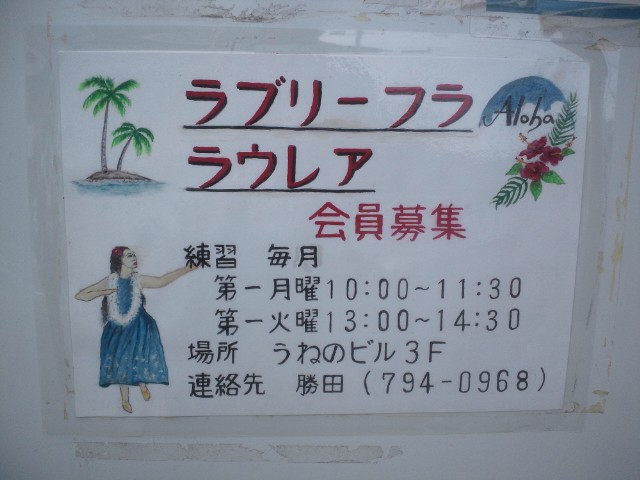 ラブリーフラ
Aloha
ラウレア
会員募集
練習 毎月
第一月曜10:00~11:30
第一火曜13:00~14:30
場所 うねのビル3F
連絡先 勝田(794-0968)